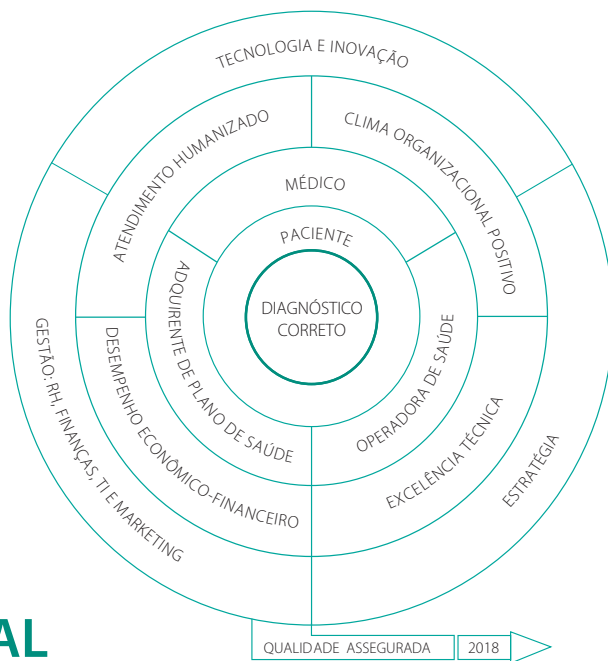 TECNOLOGIA E INOVAÇÃO
ATENDIMENTO HUMANIZADO
CLIMA ORGANIZACIONAL POSITIVO
MÉDICO
PACIENTE
DIAGNÓSTICO
CORRETO
ADQUIRENTE DE PLANO DE SAÚDE
OPERADORA DE SAÚDE
DESEMPENHO ECONÔMICO-FINANCEIRO
EXCELÊNCIA TÉCNICA
GESTÃO: RH, FINANÇAS, TI E MARKETING
ESTRATÉGIA
AL
QUALIDADE ASSEGURADA
2018